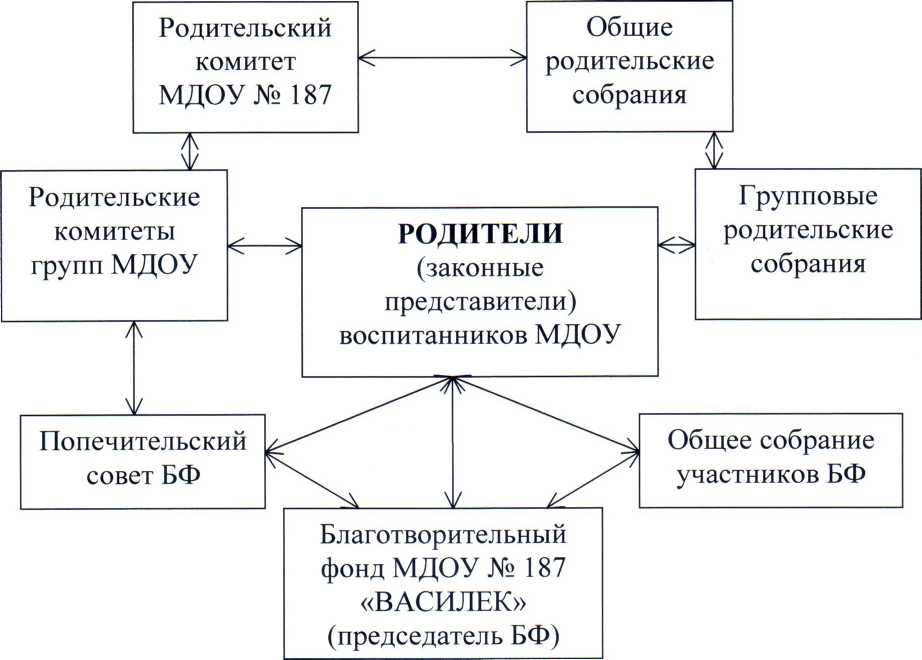 Родительский
комитет
МДОУ № 187
Общие
родительские
собрания
Родительские
комитеты
групп МДОУ
РОДИТЕЛИ
(законные
представители)
воспитанников МДОУ
Групповые
родительские
собрания
Попечительский
совет БФ
Общее собрание
участников БФ
Благотворительный
фонд МДОУ № 187
«ВАСИЛЕК»
(председатель БФ)